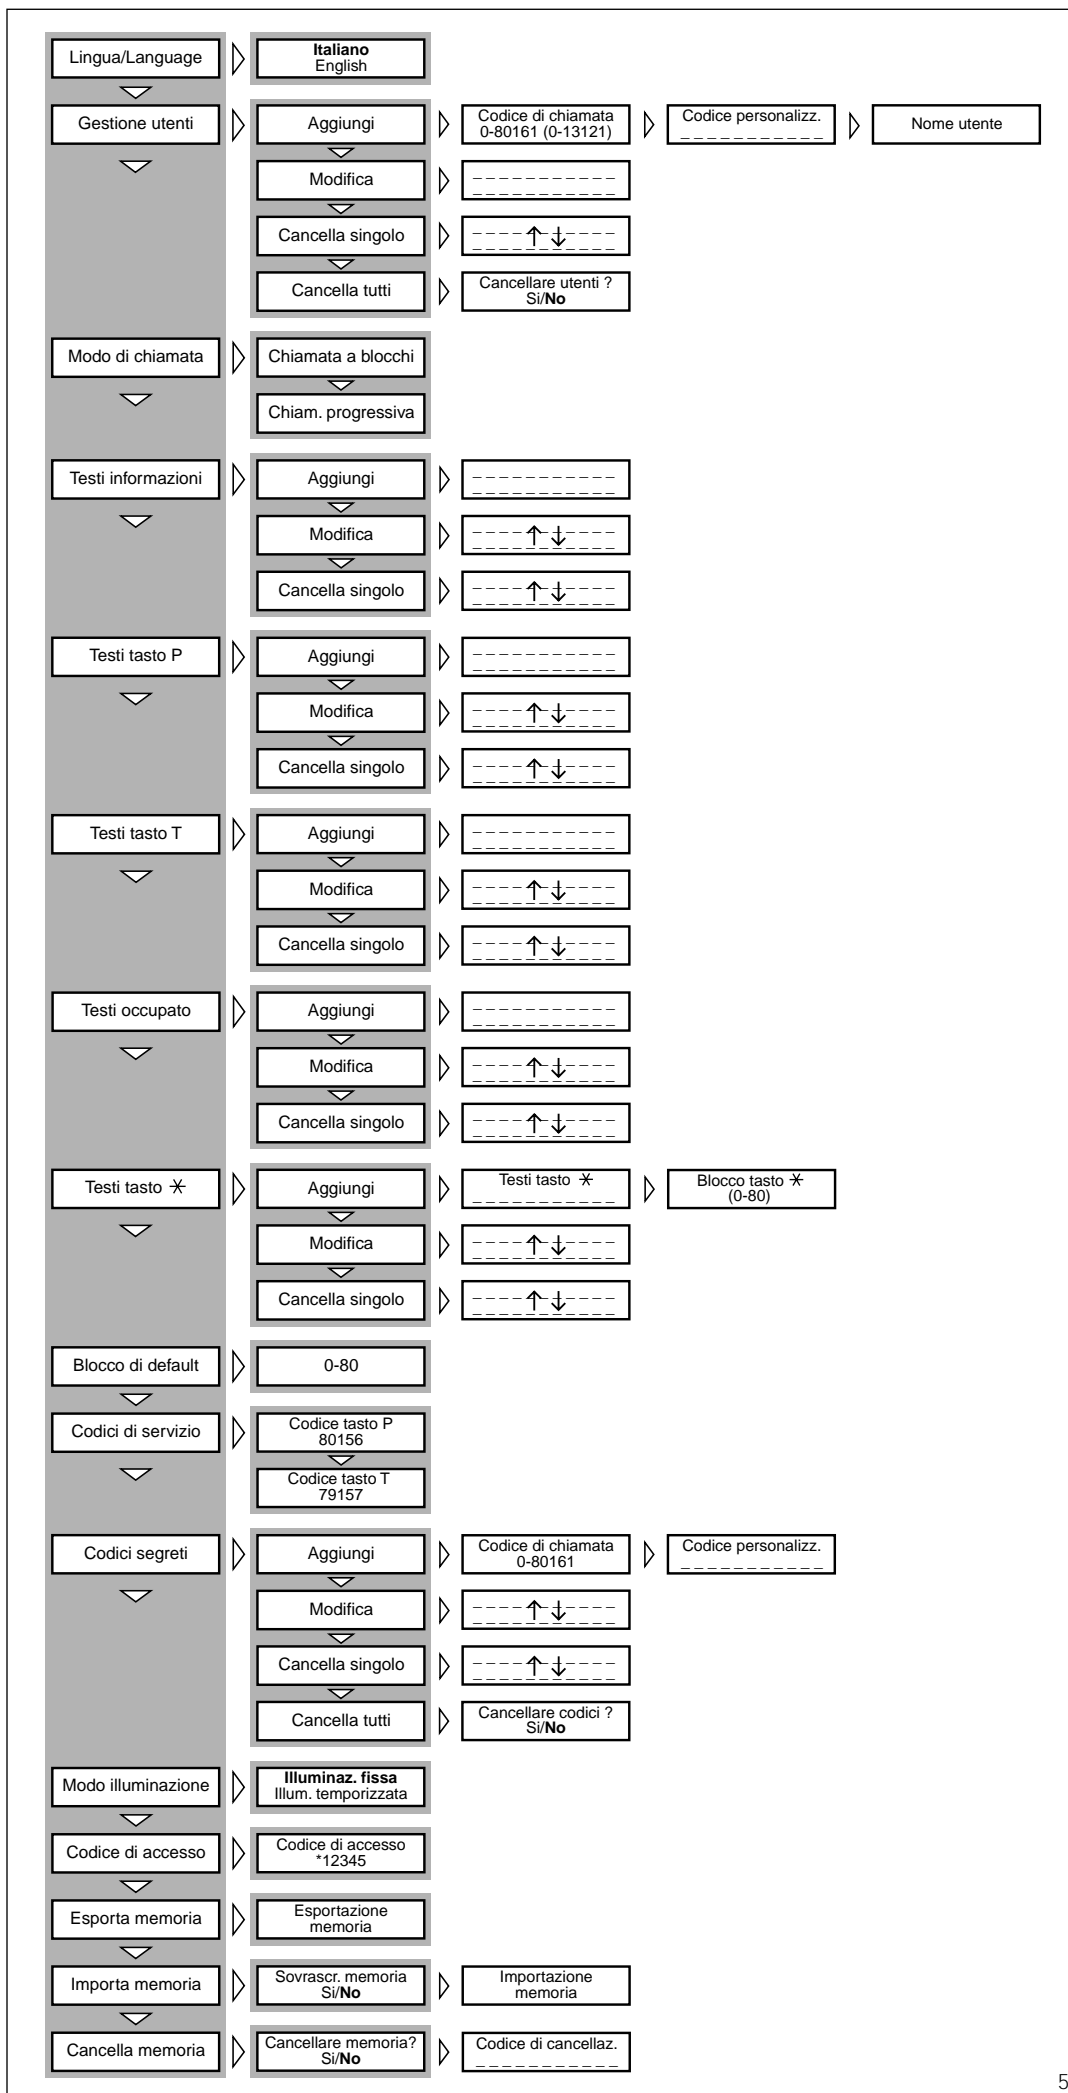 Lingua/Language
Italiano
English
Gestione utenti
Aggiungi
Codice di chiamata
0-80161 (0-13121)
Codice personalizz.
Nome utente
Modifica
Cancella singolo
Cancella tutti
Cancellare utenti ?
Si/No
Modo di chiamata
Chiamata a blocchi
Chiam. progressiva
Testi informazioni
Aggiungi
Modifica
Cancella singolo
Testi tasto P
Aggiungi
Modifica
Cancella singolo
Testi tasto T
Aggiungi
Modifica
Cancella singolo
Testi occupato
Aggiungi
Modifica
Cancella singolo
Testi tasto *
Aggiungi
Testi tasto *
Blocco tasto *
(0-80)
Modifica
Cancella singolo
Blocco di default
0-80
Codici di servizio
Codice tasto P
80156
Codice tasto T
79157
Codici segreti
Aggiungi
Codice di chiamata
0-80161
Codice personalizz.
Modifica
Cancella singolo
Cancella tutti
Cancellare codici ?
Si/No
Modo illuminazione
Illuminaz. fissa
Illum. temporizzata
Codice di accesso
Codice di accesso
*12345
Esporta memoria
Esportazione
memoria
Importa memoria
Sovrascr. memoria
Si/No
Importazione
memoria
Cancella memoria
Cancellare memoria?
Si/No
Codice di cancellaz.
5